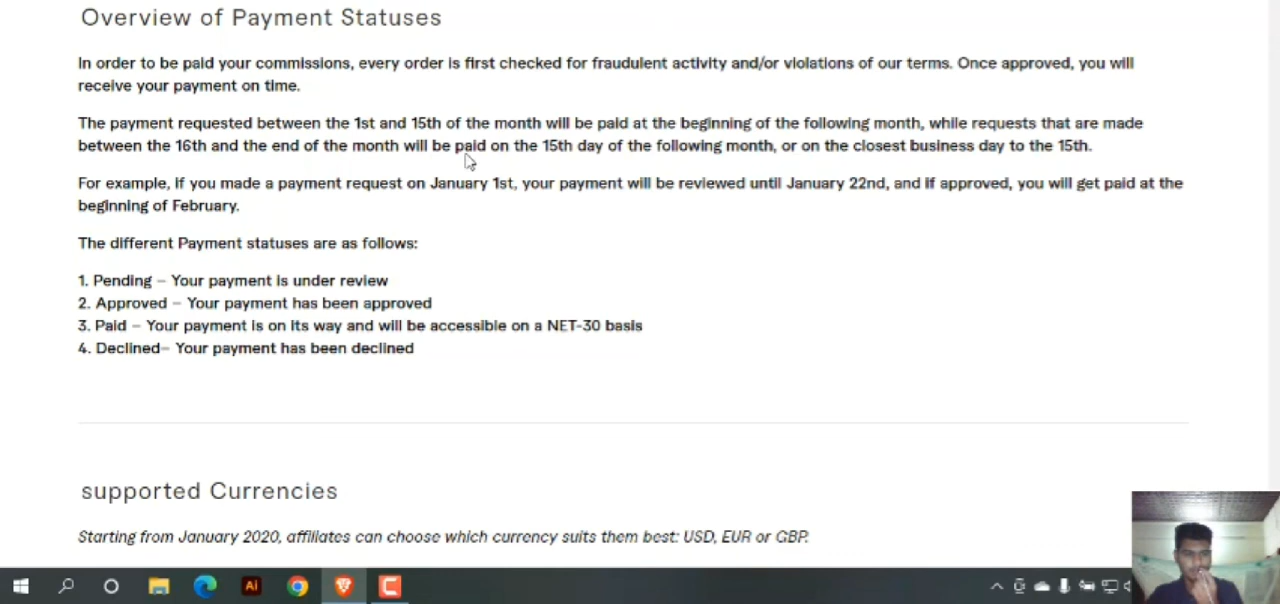 Overview of Payment Statuses
In order to be paid your commissions, every order is first checked for fraudulent activity and/or violations of our terms. Once approved, you will
receive your payment on time.
The payment requested between the 1st and 15th of the month will be paid at the beginning of the following month, while requests that are made
between the 16th and the end of the month will be paid on the 15th day of the following month, or on the closest business day to the 15th.
For example, if you made a payment request on January 1st, your payment will be reviewed until January 22nd, and if approved, you will get paid at the
beginning of February.
The different Payment statuses are as follows:
1. Pending – Your payment is under review
2. Approved – Your payment has been approved
3. Paid – Your payment is on its way and will be accessible on a NET-30 basis
4. Declined– Your payment has been declined
supported Currencies
Starting from January 2020, affiliates can choose which currency suits them best: USD, EUR or GBP.
Ai